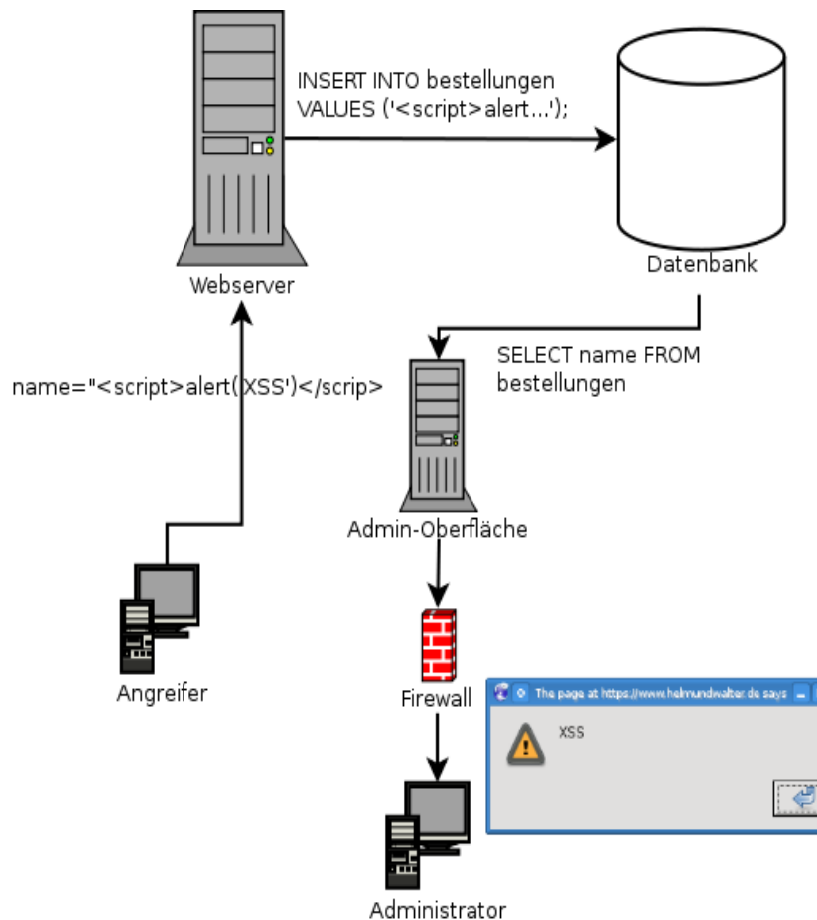 INSERT INTO bestellungen
VALUES ('<script>alert...');
Webserver
Datenbank
name="<script>alert('XSS')</scrip>
SELECT name FROM
bestellungen
Admin-Oberfläche
Angreifer
Firewall
The page at https://www.helmundwalter.de says
XSS
Administrator